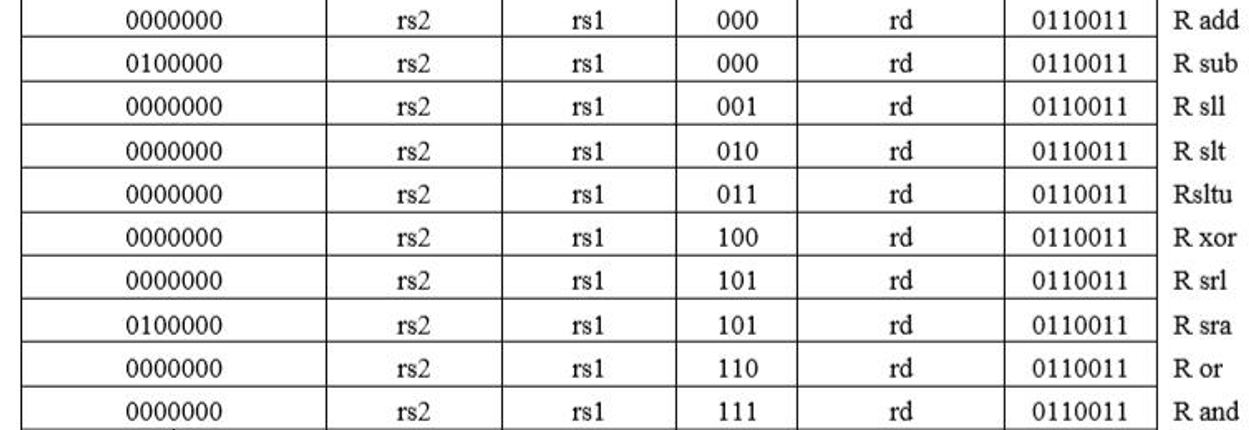 0000000 rs2 rs1 000 rd 0110011 R add
0100000 rs2 rs1 000 rd 0110011 R sub
0000000 rs2 rs1 001 rd 0110011 R sll
0000000 rs2 rs1 010 rd 0110011 R slt
0000000 rs2 rs1 011 rd 0110011 Rsltu
0000000 rs2 rs1 100 rd 0110011 R xor
0000000 rs2 rs1 101 rd 0110011 R srl
0100000 rs2 rs1 101 rd 0110011 R sra
0000000 rs2 rs1 110 rd 0110011 R or
0000000 rs2 rs1 111 rd 0110011 R and